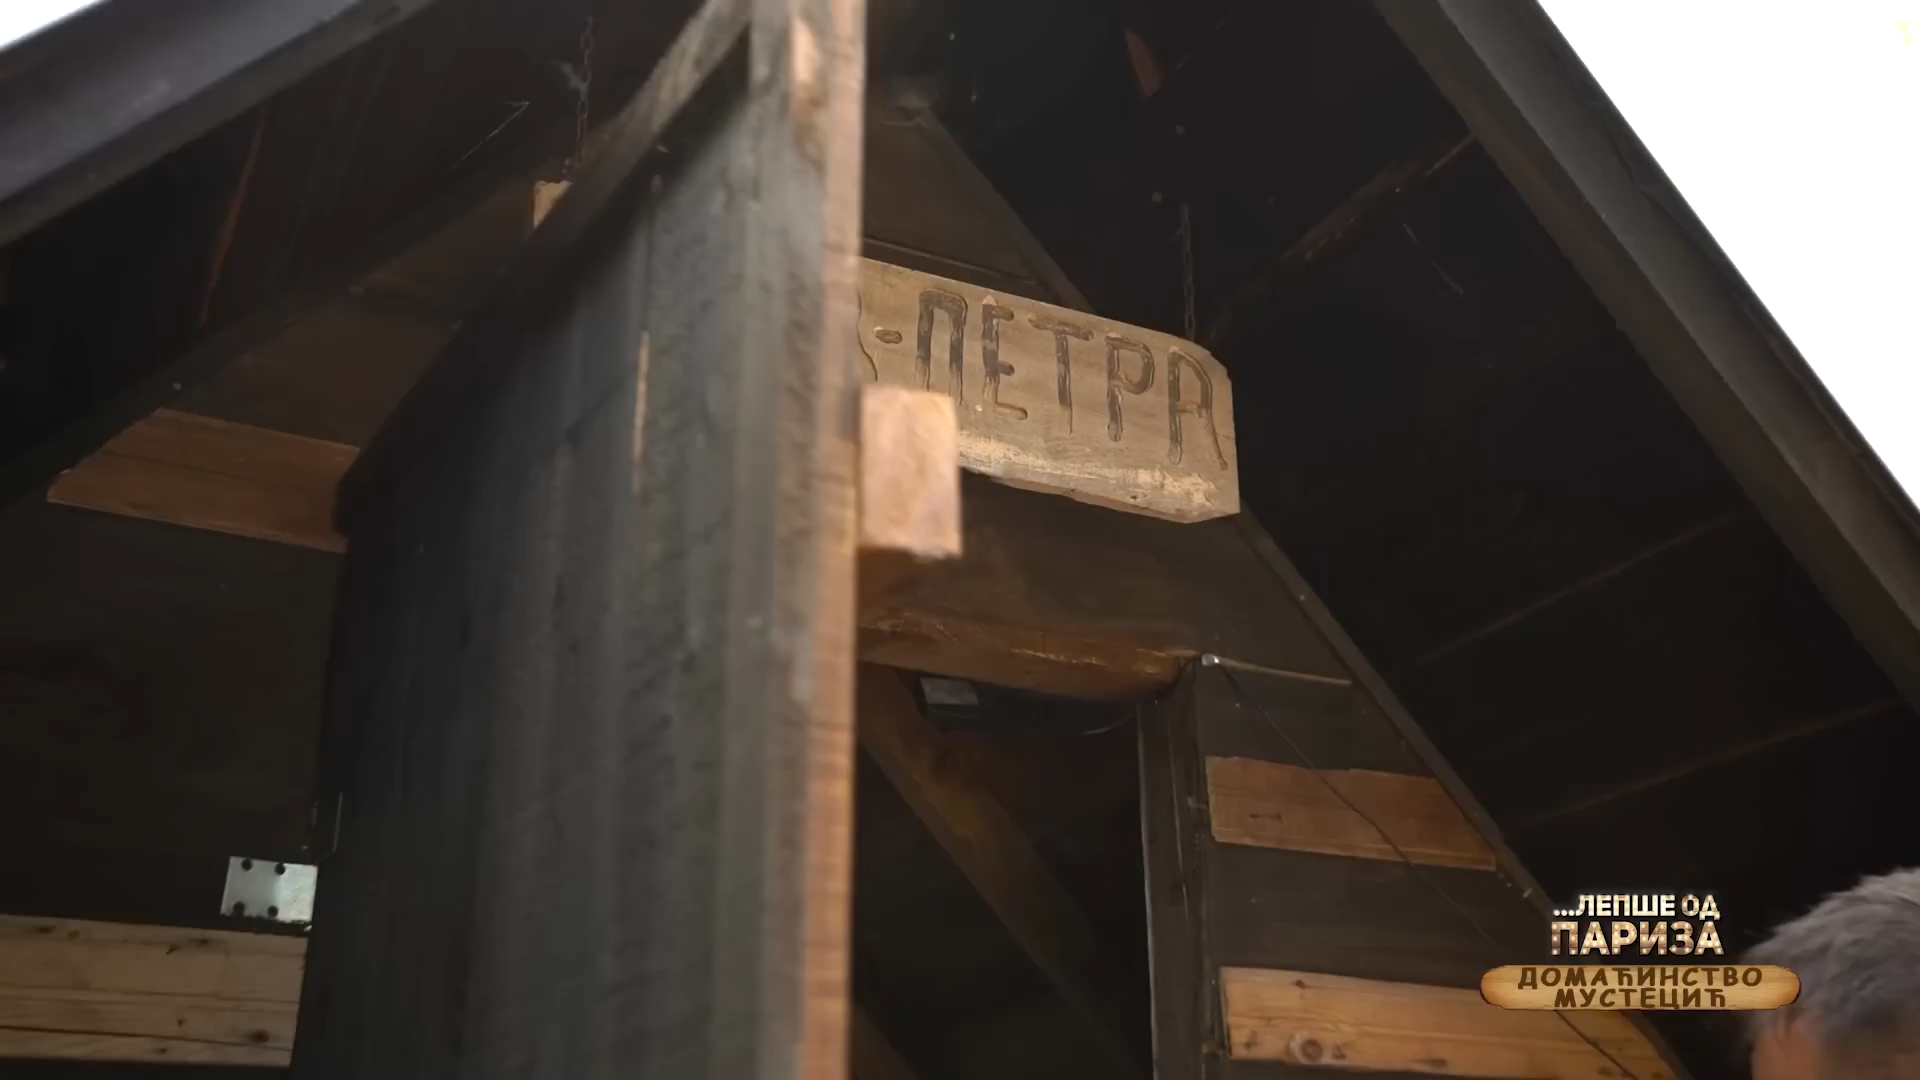 -ПЕТРА
...ЛЕПШЕ ОД
ПАРИЗА
ДОМАЋИНСТВО
МУСТЕЦИЋ